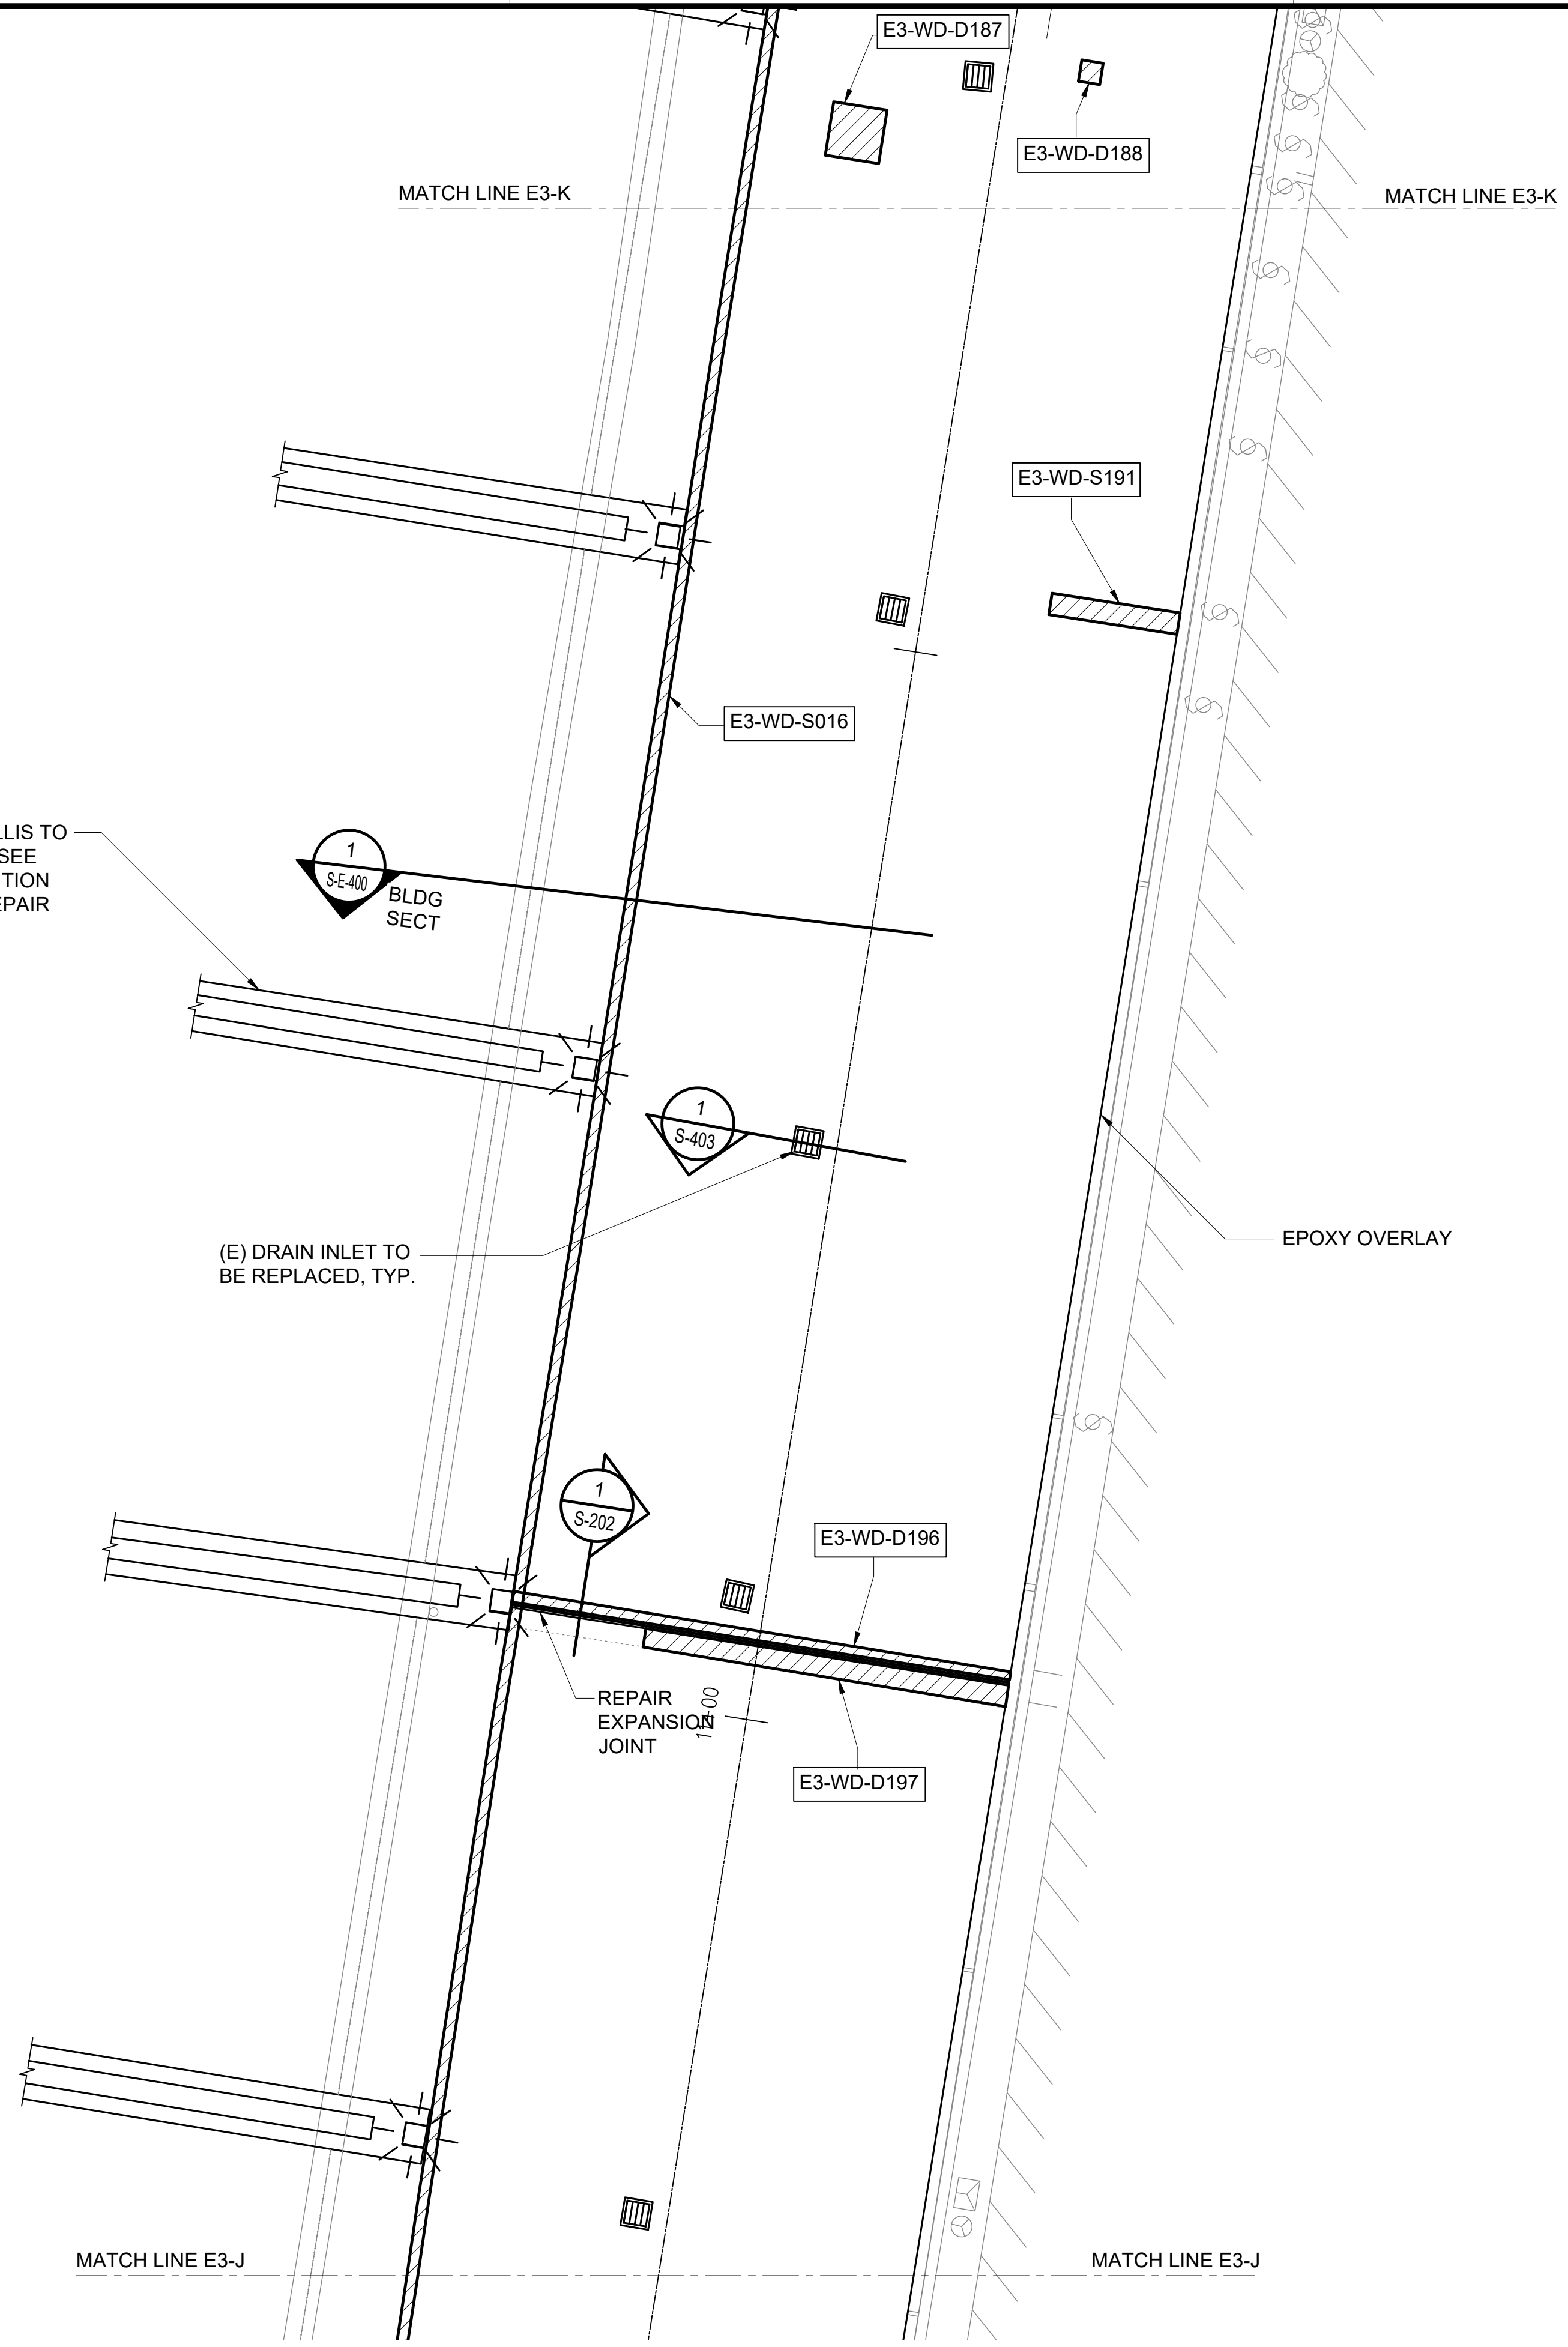 E3-WD-D187
E3-WD-D188
MATCH LINE E3-K
MATCH LINE E3-K
E3-WD-S191
E3-WD-S016
LLIS TO
SEE
TION
EPAIR
1
S-E-400
BLDG
SECT
1
S-403
(E) DRAIN INLET TO
BE REPLACED, TYP.
EPOXY OVERLAY
1
S-202
E3-WD-D196
REPAIR
EXPANSION
JOINT
E3-WD-D197
MATCH LINE E3-J
MATCH LINE E3-J